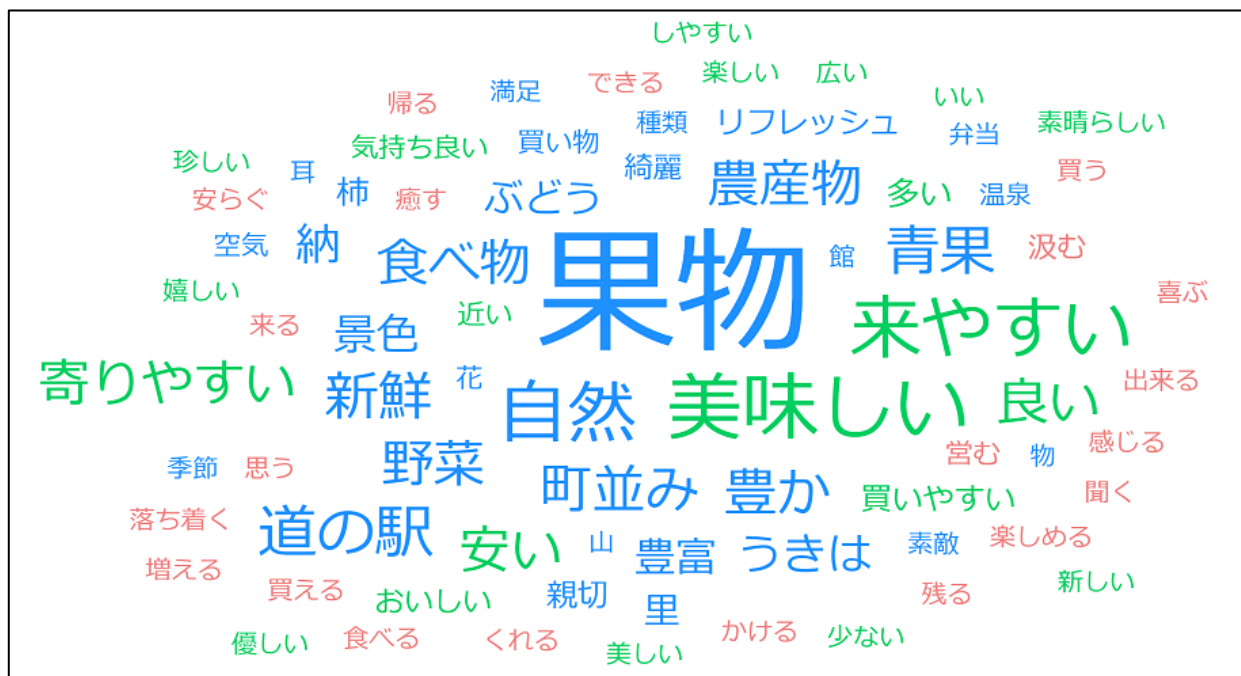 しやすい
楽しい 広い
帰る 満足 できる いい
気持ち良い 買い物 種類 リフレッシュ 弁当 素晴らしい
珍しい 耳 柿 癒す ぶどう 綺麗 農産物 多い 温泉 買う
安らぐ
空気 納 食べ物 果物 館 青果 汲む
嬉しい 来る 景色 近い 来やすい 喜ぶ
寄りやすい 新鮮 花 自然 美味しい 良い 出来る
季節 思う 野菜 営む 物 感じる
町並み 豊か 買いやすい 聞く
落ち着く 道の駅 安い 山 豊富 うきは 素敵 楽しめる
増える 買える おいしい 親切 里 残る 新しい
優しい 食べる くれる 美しい かける 少ない